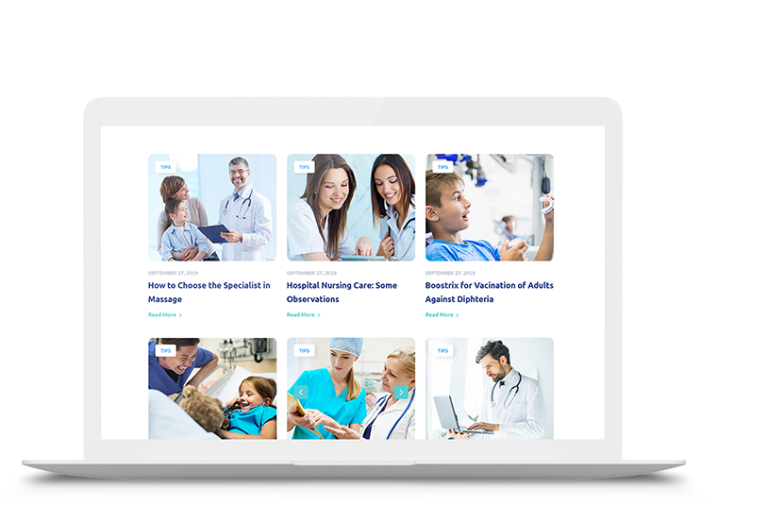 TIPS
TIPS
TIPS
SEPTEMBER 27, 2019
SEPTEMBER 27, 2019
SEPTEMBER 27, 2019
How to Choose the Specialist in
Massage
Hospital Nursing Care: Some
Observations
Boostrix for Vacination of Adults
Against Diphteria
Read More
Read More
Read More
TIPS
TIPS
TIPS